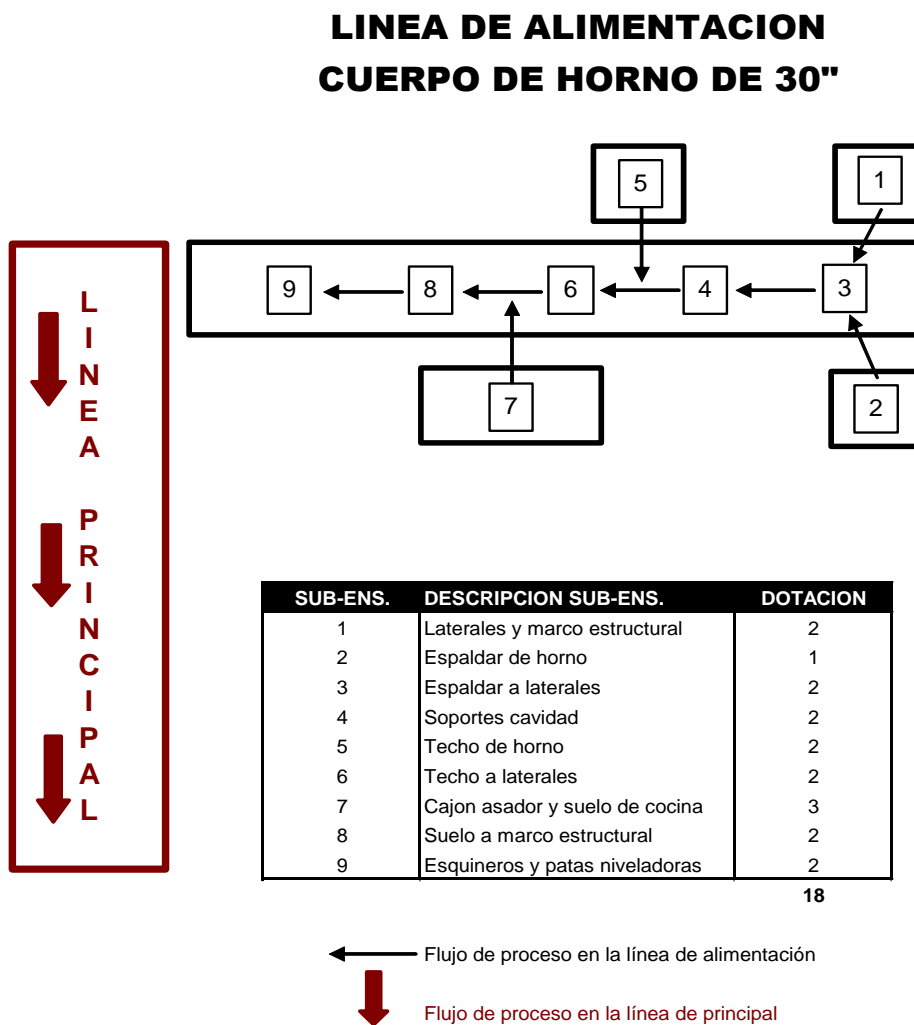 LINEA DE ALIMENTACION
CUERPO DE HORNO DE 30"
5
1
9
8
6
4
3
7
2
LINEA PRINCIPAL
SUB-ENS. DESCRIPCION SUB-ENS. DOTACION
1 Laterales y marco estructural 2
2 Espaldar de horno 1
3 Espaldar a laterales 2
4 Soportes cavidad 2
5 Techo de horno 2
6 Techo a laterales 2
7 Cajon asador y suelo de cocina 3
8 Suelo a marco estructural 2
9 Esquineros y patas niveladoras 2
18
Flujo de proceso en la línea de alimentación
Flujo de proceso en la línea de principal